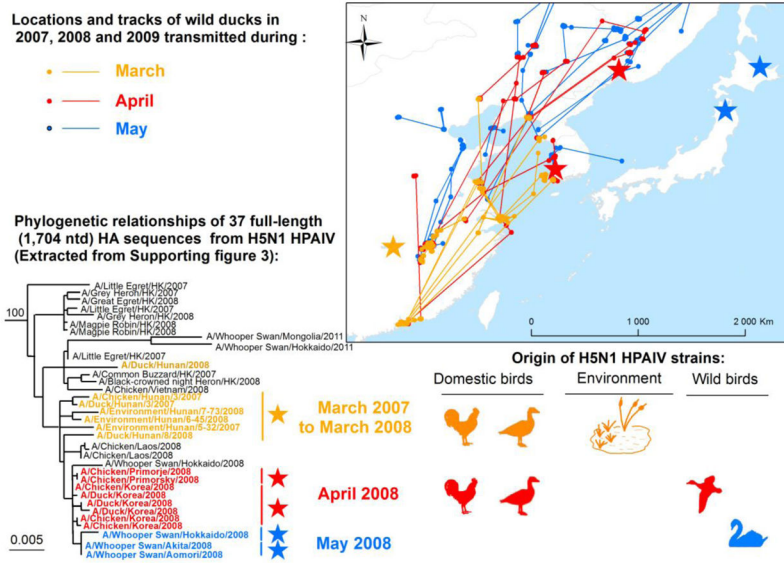 Locations and tracks of wild ducks in
2007, 2008 and 2009 transmitted during :
March
April
May
N
0 1 000 2 000 Km
Phylogenetic relationships of 37 full-length
(1,704 ntd) HA sequences from H5N1 HPAIV
(Extracted from Supporting figure 3):
100
A/Little Egret/HK/2007
A/Grey Heron/HK/2007
A/Great Egret/HK/2008
A/Little Egret/HK/2007
A/Grey Heron/HK/2008
A/Magpie Robin/HK/2008
A/Magpie Robin/HK/2008
A/Whooper Swan/Mongolia/2011
A/Whooper Swan/Hokkaido/2011
A/Little Egret/HK/2007
A/Duck/Hunan/2008
A/Common Buzzard/HK/2007
A/Black-crowned night Heron/HK/2008
A/Chicken/Vietnam/2008
A/Chicken/Hunan/3/2007
A/Duck/Hunan/3/2007
A/Environment/Hunan/7-73/2008
A/Environment/Hunan/6-45/2008
A/Environment/Hunan/5-32/2007
A/Duck/Hunan/8/2008
A/Chicken/Laos/2008
A/Chicken/Laos/2008
A/Whooper Swan/Hokkaido/2008
A/Chicken/Primorje/2008
A/Chicken/Primorsky/2008
A/Chicken/Korea/2008
A/Duck/Korea/2008
A/Duck/Korea/2008
A/Chicken/Korea/2008
A/Chicken/Korea/2008
A/Whooper Swan/Hokkaido/2008
A/Whooper Swan/Akita/2008
A/Whooper Swan/Aomori/2008
0.005
March 2007
to March 2008
April 2008
May 2008
Origin of H5N1 HPAIV strains:
Domestic birds Environment Wild birds